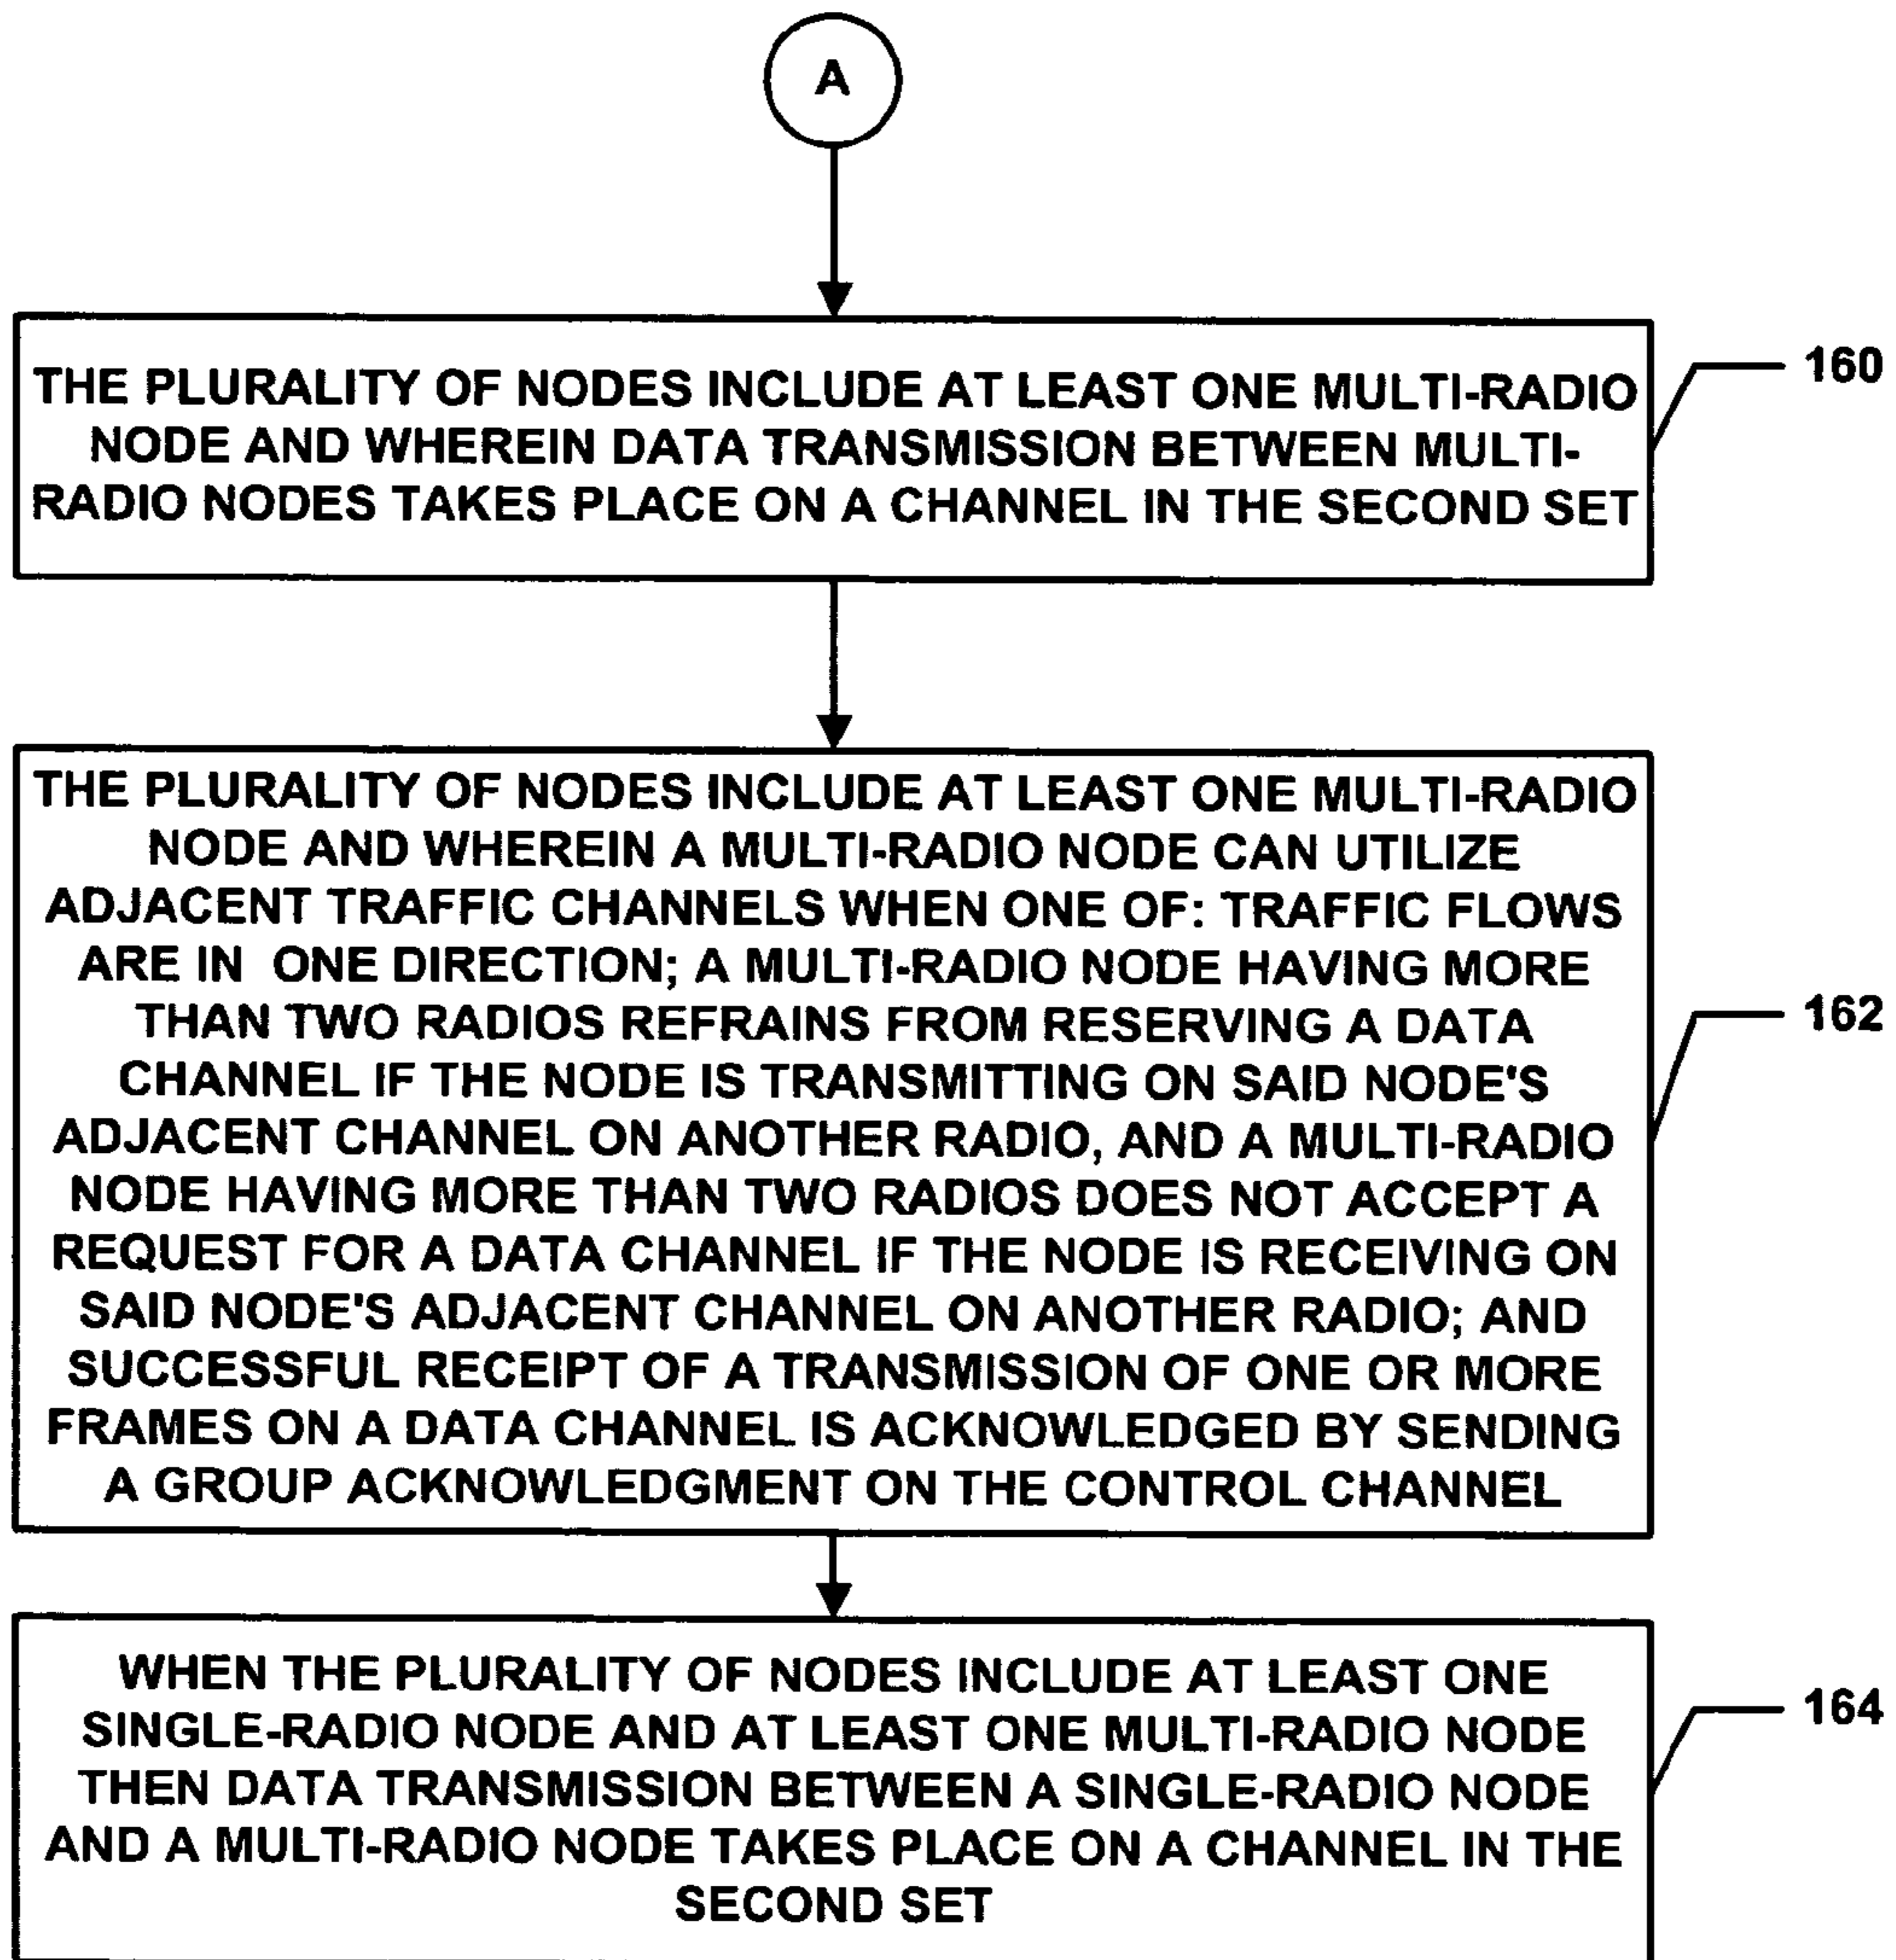 A
THE PLURALITY OF NODES INCLUDE AT LEAST ONE MULTI-RADIO
NODE AND WHEREIN DATA TRANSMISSION BETWEEN MULTI-
RADIO NODES TAKES PLACE ON A CHANNEL IN THE SECOND SET
160
THE PLURALITY OF NODES INCLUDE AT LEAST ONE MULTI-RADIO
NODE AND WHEREIN A MULTI-RADIO NODE CAN UTILIZE
ADJACENT TRAFFIC CHANNELS WHEN ONE OF: TRAFFIC FLOWS
ARE IN ONE DIRECTION; A MULTI-RADIO NODE HAVING MORE
THAN TWO RADIOS REFRAINS FROM RESERVING A DATA
CHANNEL IF THE NODE IS TRANSMITTING ON SAID NODE'S
ADJACENT CHANNEL ON ANOTHER RADIO, AND A MULTI-RADIO
NODE HAVING MORE THAN TWO RADIOS DOES NOT ACCEPT A
REQUEST FOR A DATA CHANNEL IF THE NODE IS RECEIVING ON
SAID NODE'S ADJACENT CHANNEL ON ANOTHER RADIO; AND
SUCCESSFUL RECEIPT OF A TRANSMISSION OF ONE OR MORE
FRAMES ON A DATA CHANNEL IS ACKNOWLEDGED BY SENDING
A GROUP ACKNOWLEDGMENT ON THE CONTROL CHANNEL
162
WHEN THE PLURALITY OF NODES INCLUDE AT LEAST ONE
SINGLE-RADIO NODE AND AT LEAST ONE MULTI-RADIO NODE
THEN DATA TRANSMISSION BETWEEN A SINGLE-RADIO NODE
AND A MULTI-RADIO NODE TAKES PLACE ON A CHANNEL IN THE
SECOND SET
164